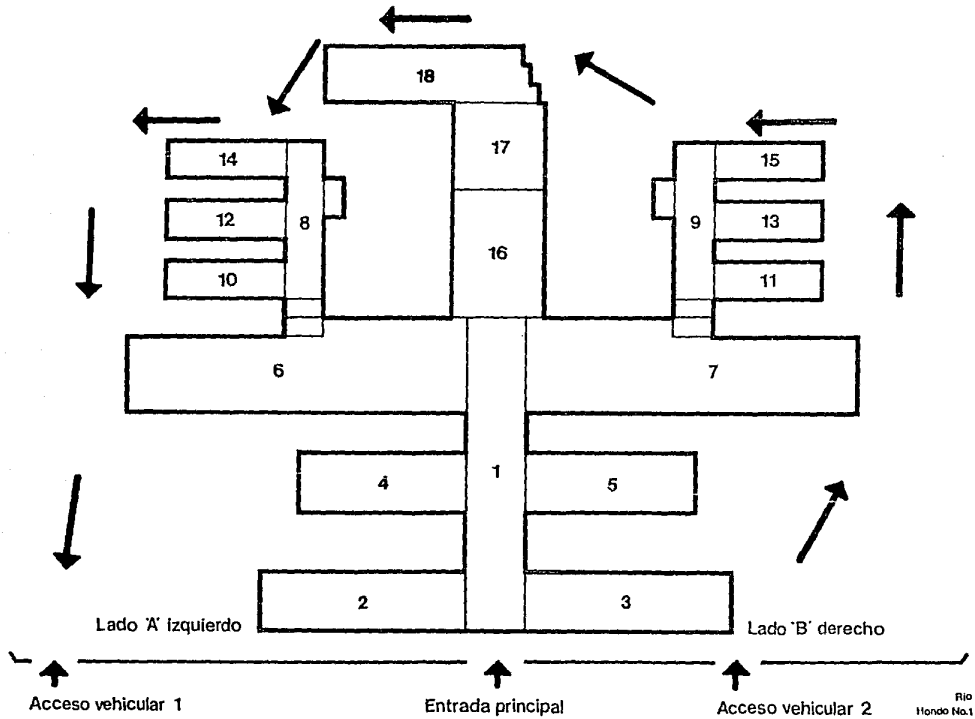 18
17
14
15
12
8
9
13
16
10
11
6
7
1
4
5
2
3
Lado 'A' izquierdo
Lado 'B' derecho
Acceso vehicular 1
Entrada principal
Acceso vehicular 2
Rio
Hondo No.1